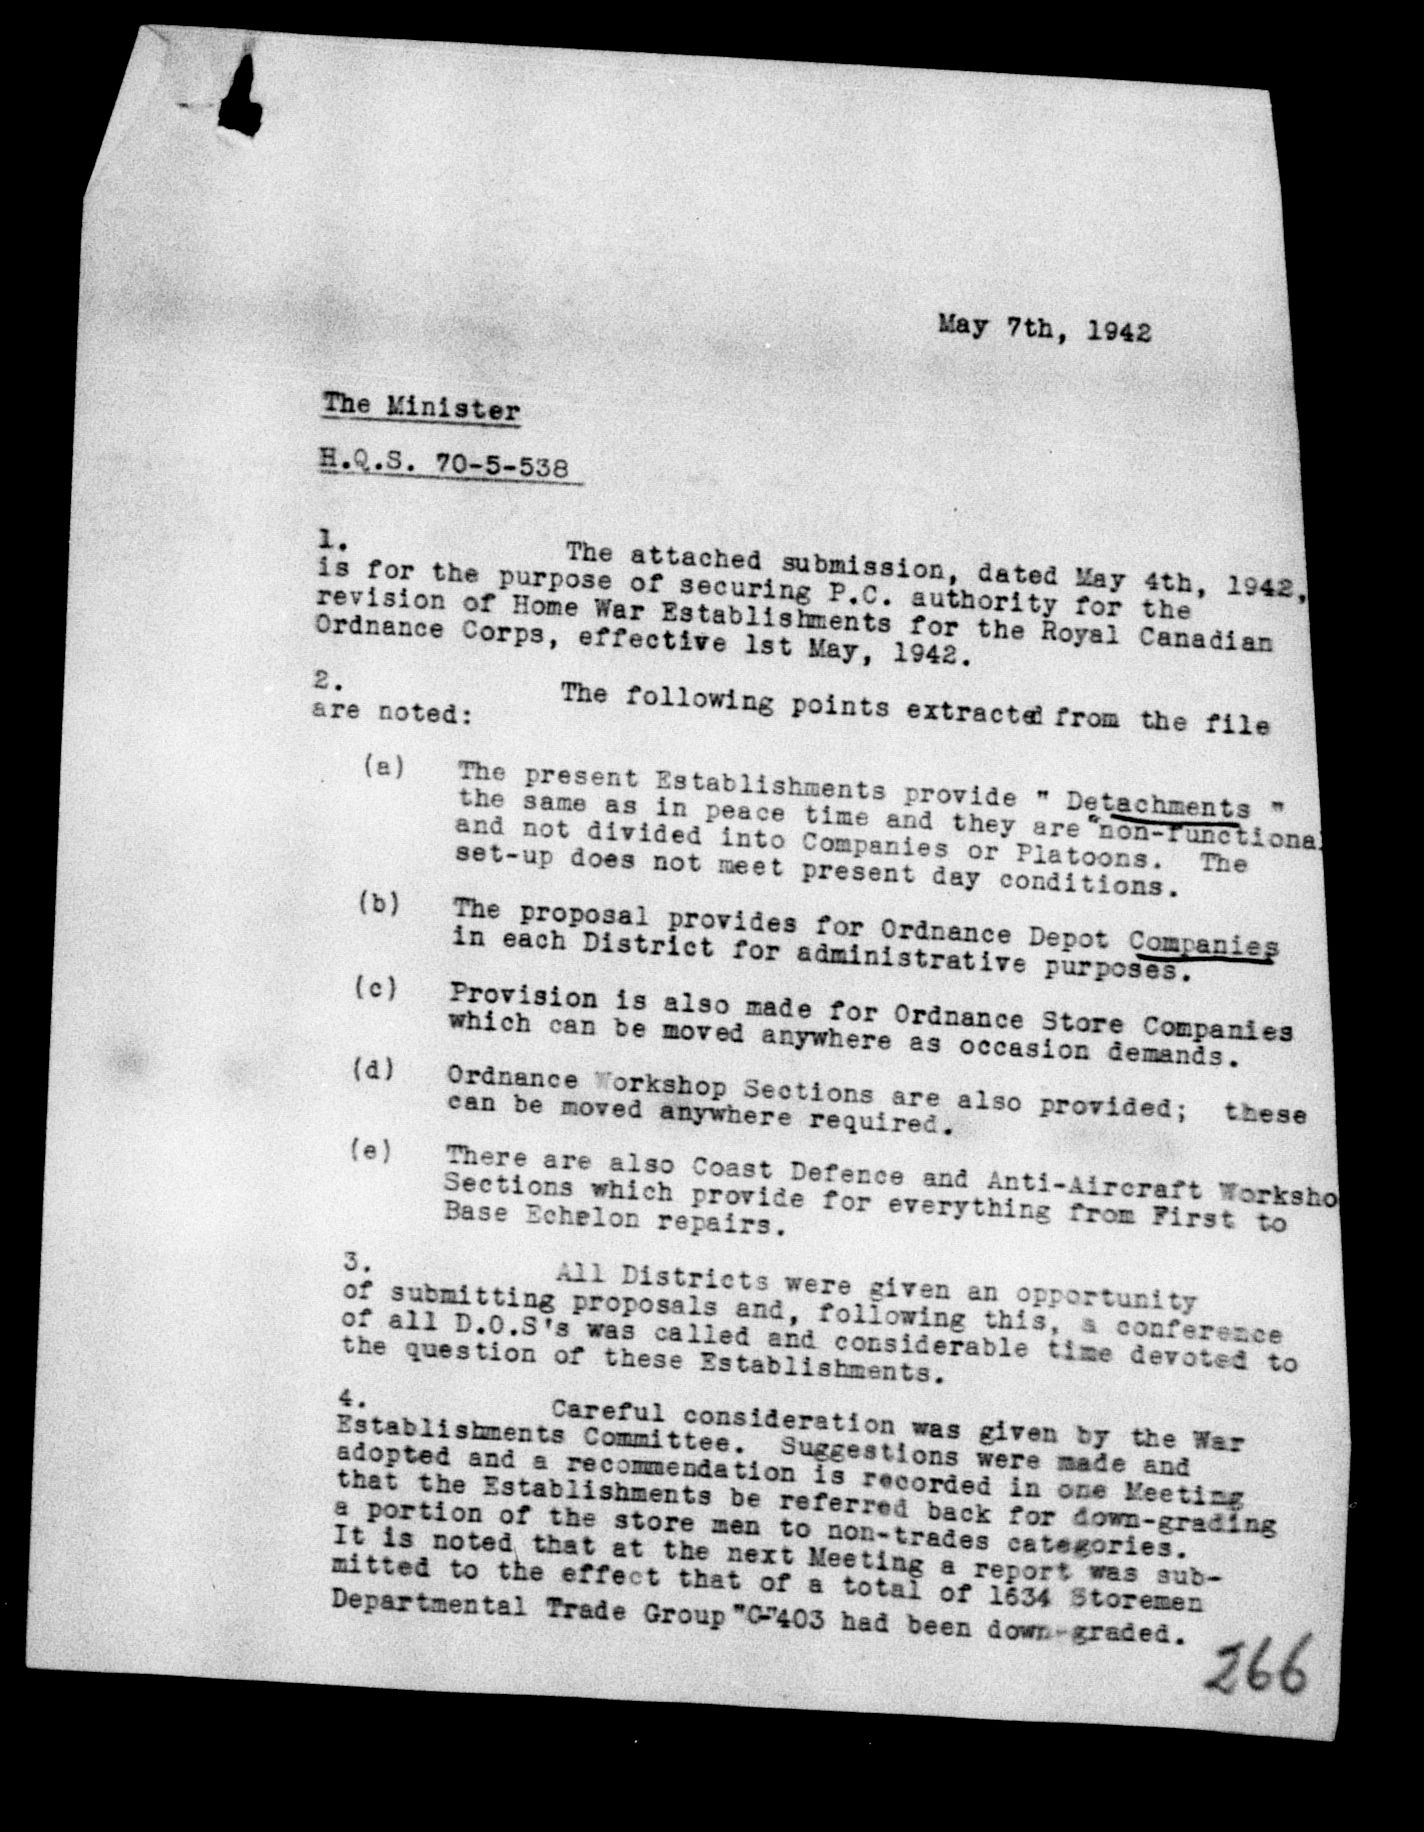 May 7th, 1942
The Minister
H.Q.S. 70-5-538
1. The attached submission, dated May 4th, 1942,
is for the purpose of securing P.C. authority for the
revision of Home War Establishments for the Royal Canadian
Ordnance Corps, effective 1st May, 1942.
2. The following points extracted from the file
are noted:
(a) The present Establishments provide " Detachments "
the same as in peace time and they are "non-functional
and not divided into Companies or Platoons. The
set-up does not meet present day conditions.
(b) The proposal provides for Ordnance Depot Companies
in each District for administrative purposes.
(c) Provision is also made for Ordnance Store Companies
which can be moved anywhere as occasion demands.
(d) Ordnance Workshop Sections are also provided; these
can be moved anywhere required.
(e) There are also Coast Defence and Anti-Aircraft Worksho
Sections which provide for everything from First to
Base Echelon repairs.
3. All Districts were given an opportunity
of submitting proposals and, following this, a conference
of all D.O.S's was called and considerable time devoted to
the question of these Establishments.
4. Careful consideration was given by the War
Establishments Committee. Suggestions were made and
adopted and a recommendation is recorded in one Meeting
that the Establishments be referred back for down-grading
a portion of the store men to non-trades categories.
It is noted that at the next Meeting a report was sub-
mitted to the effect that of a total of 1634 Storemen
Departmental Trade Group "C" 403 had been down-graded.
266